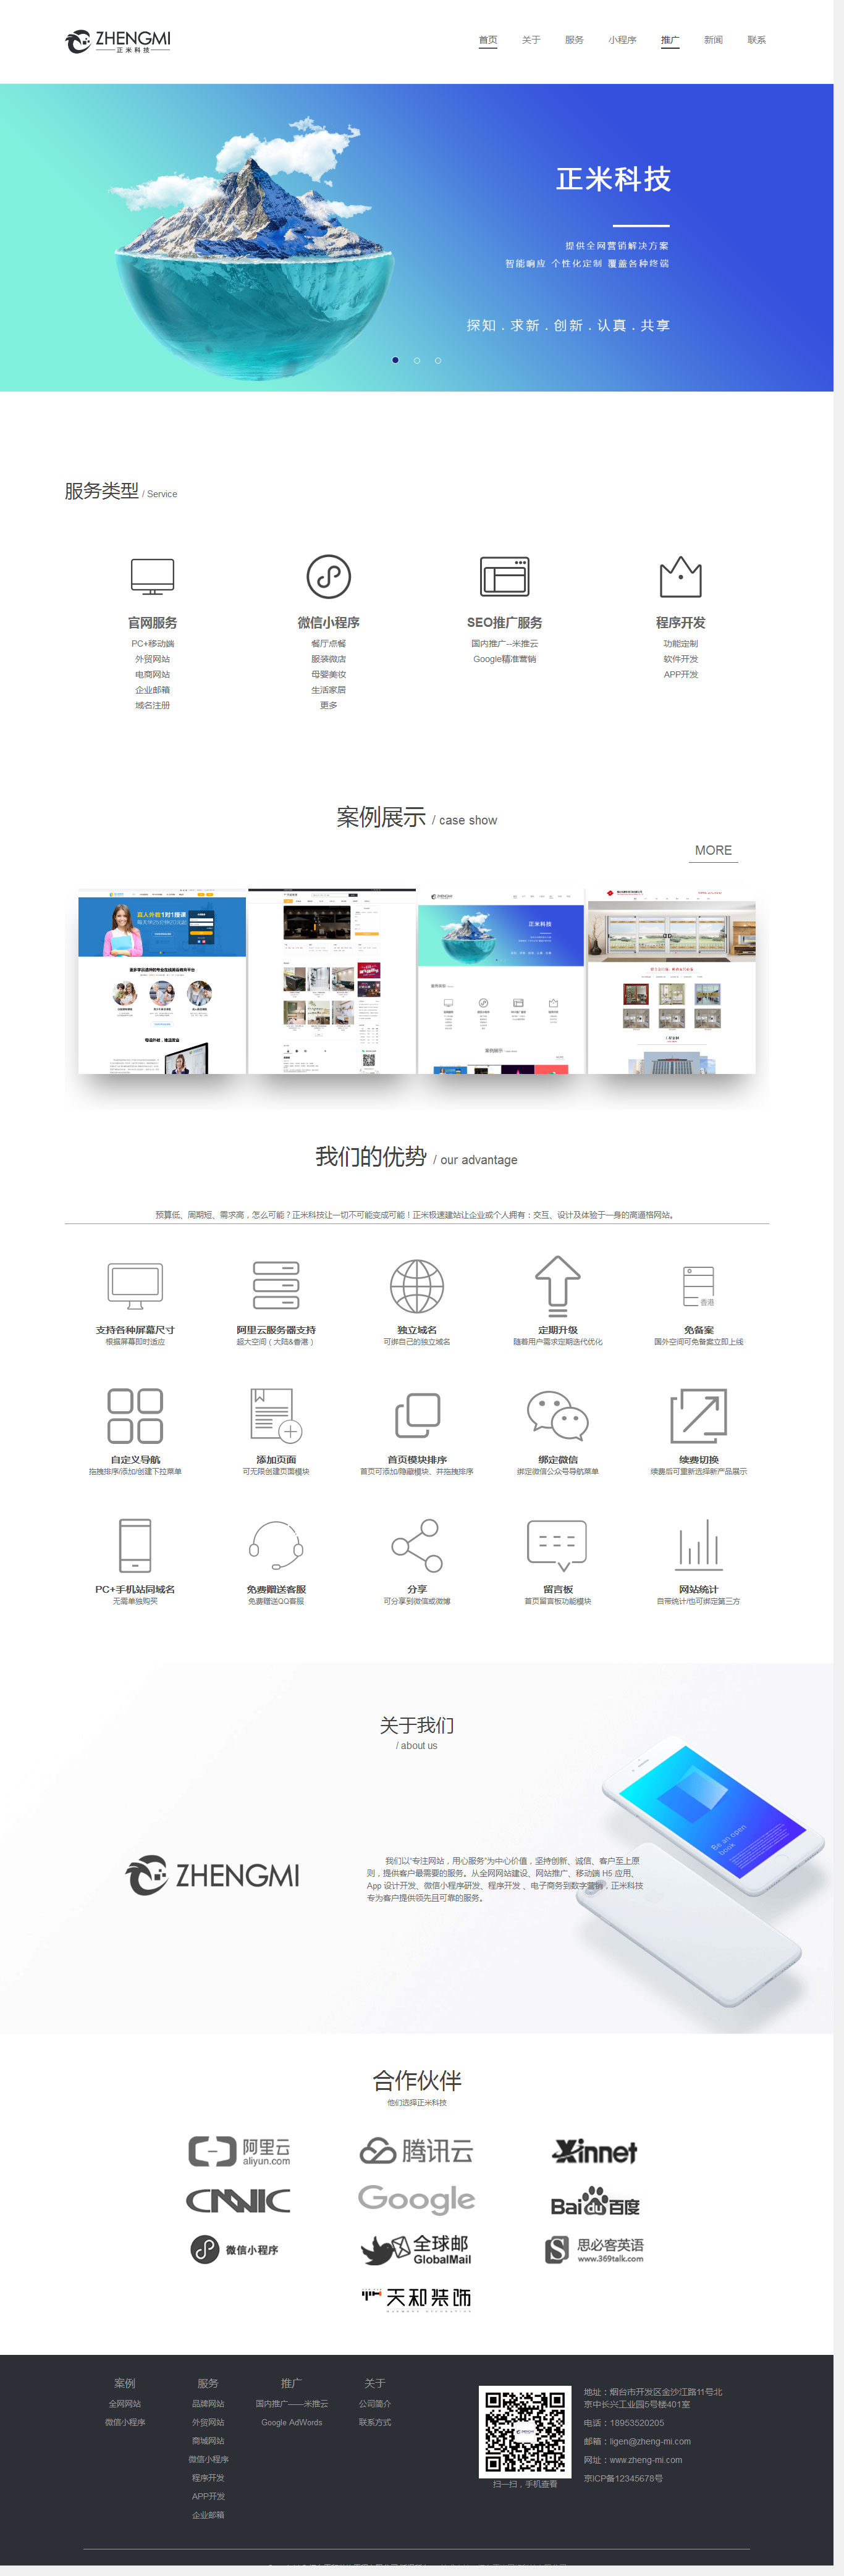 ZHENGMI
正米科技
首页 关于 服务 小程序 推广 新闻 联系
正米科技
提供全网营销解决方案
智能响应 个性化定制 覆盖各种终端
探知 . 求新 . 创新 . 认真 . 共享
服务类型 / Service
官网服务
PC+移动端
外贸网站
电商网站
企业邮箱
域名注册
微信小程序
餐厅点餐
服装微店
母婴美妆
生活家居
更多
SEO推广服务
国内推广--米推云
Google精准营销
程序开发
功能定制
软件开发
APP开发
案例展示 / case show
MORE
真人外教1对1授课
ZHENGMI
正米科技
我们的优势 / our advantage
预算低、周期短、需求高，怎么可能？正米科技让一切不可能变成可能！正米极速建站让企业或个人拥有：交互、设计及体验于一身的高逼格网站。
香港
支持各种屏幕尺寸 阿里云服务器支持 独立域名 定期升级 免备案
根据屏幕即时适应 超大空间（大陆&香港） 可绑自己的独立域名 随着用户需求定期迭代优化 国外空间可免备案立即上线
自定义导航 添加页面 首页模块排序 绑定微信 续费切换
拖拽排序/添加/创建下拉菜单 可无限创建页面模块 首页可添加/隐藏模块、并拖拽排序 绑定微信公众号导航菜单 续费后可重新选择新产品展示
PC+手机站同域名 免费赠送客服 分享 留言板 网站统计
无需单独购买 免费赠送QQ客服 可分享到微信或微博 首页留言板功能模块 自带统计/也可绑定第三方
关于我们
/ about us
Be an open
book
ZHENGMI
我们以“专注网站，用心服务”为中心价值，坚持创新、诚信、客户至上原
则，提供客户最需要的服务。从全网网站建设、网站推广、移动端 H5 应用、
App 设计开发、微信小程序研发、程序开发 、电子商务到数字营销，正米科技
专为客户提供领先且可靠的服务。
合作伙伴
他们选择正米科技
阿里云
aliyun.com
腾讯云
Xinnet
CNNIC
Google
Baidu百度
微信小程序
全球邮
GlobalMail
思必客英语
www.369talk.com
天和装饰
案例
全网网站
微信小程序
服务
品牌网站
外贸网站
商城网站
微信小程序
程序开发
APP开发
企业邮箱
推广
国内推广——米推云
Google AdWords
关于
公司简介
联系方式
扫一扫，手机查看
地址：烟台市开发区金沙江路11号北
京中长兴工业园5号楼401室
电话：18953520205
邮箱：ligen@zheng-mi.com
网址：www.zheng-mi.com
京ICP备12345678号